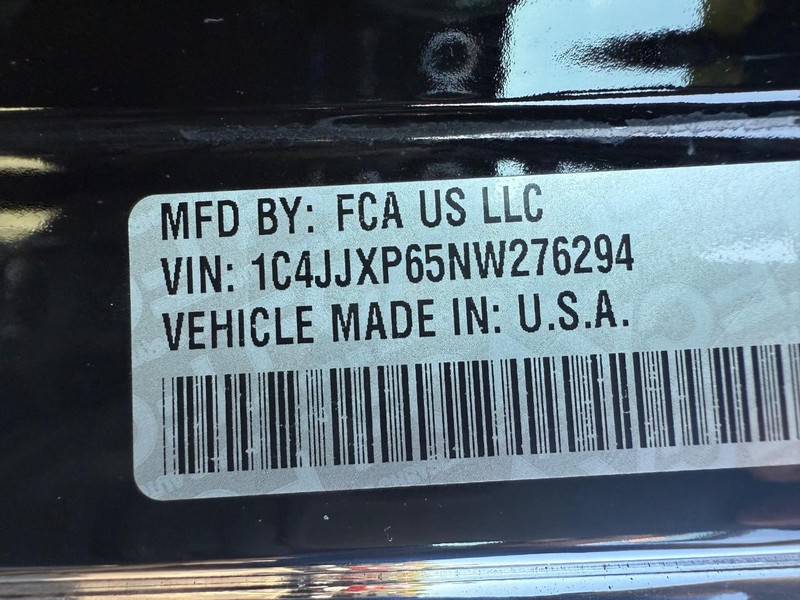 MFD BY: FCA US LLC
VIN: 1C4JJXP65NW276294
VEHICLE MADE IN: U.S.A.